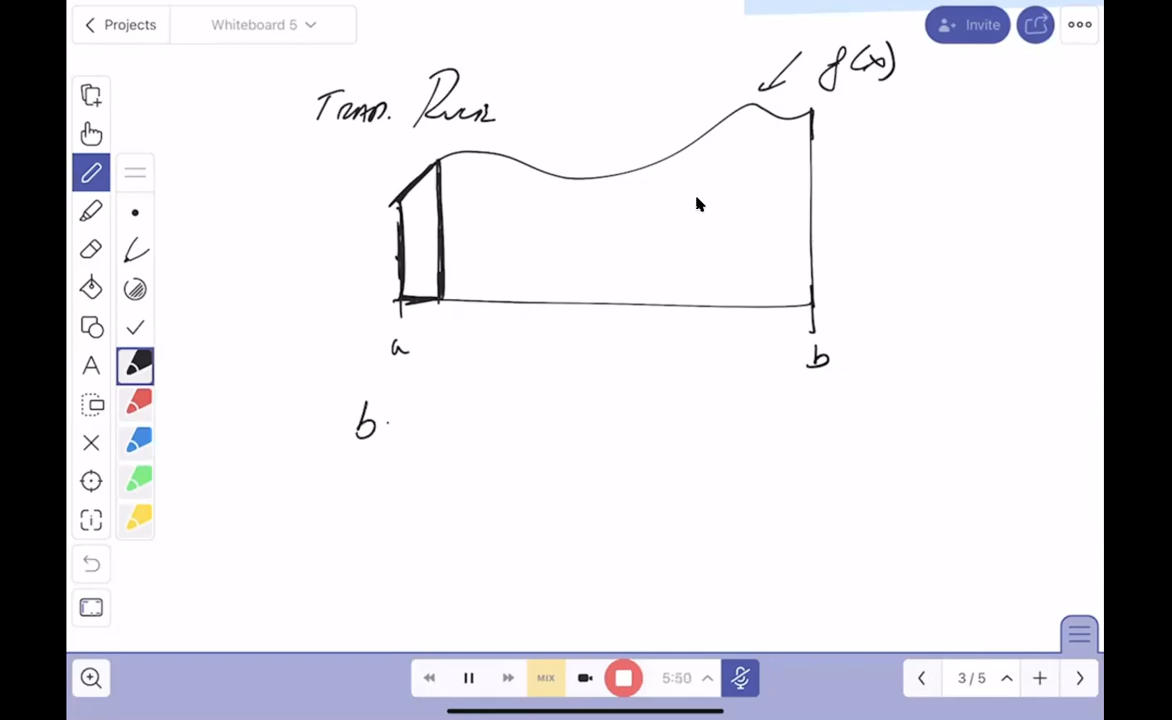 Projects
Whiteboard 5
Invite
TRAP. RULE
f(x)
a
b
b.
A
MIX
5:50
3 / 5